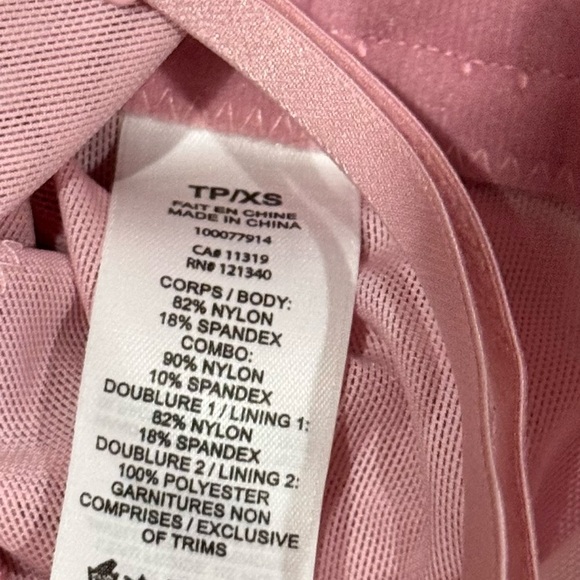 TP/XS
FAIT EN CHINE
MADE IN CHINA
100077914
CA# 11319
RN# 121340
CORPS / BODY:
82% NYLON
18% SPANDEX
COMBO:
90% NYLON
10% SPANDEX
DOUBLURE 1 / LINING 1:
82% NYLON
18% SPANDEX
DOUBLURE 2 / LINING 2:
100% POLYESTER
GARNITURES NON
COMPRISES / EXCLUSIVE
OF TRIMS